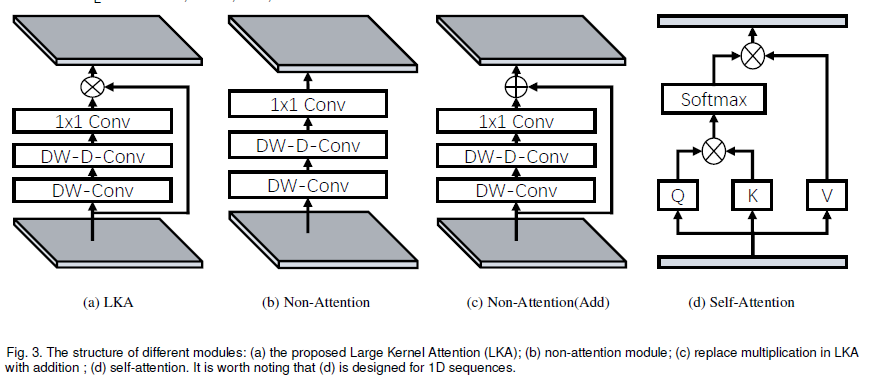 1x1 Conv
DW-D-Conv
DW-Conv
(a) LKA
1x1 Conv
DW-D-Conv
DW-Conv
(b) Non-Attention
1x1 Conv
DW-D-Conv
DW-Conv
(c) Non-Attention(Add)
Softmax
Q K V
(d) Self-Attention
Fig. 3. The structure of different modules: (a) the proposed Large Kernel Attention (LKA); (b) non-attention module; (c) replace multiplication in LKA
with addition ; (d) self-attention. It is worth noting that (d) is designed for 1D sequences.